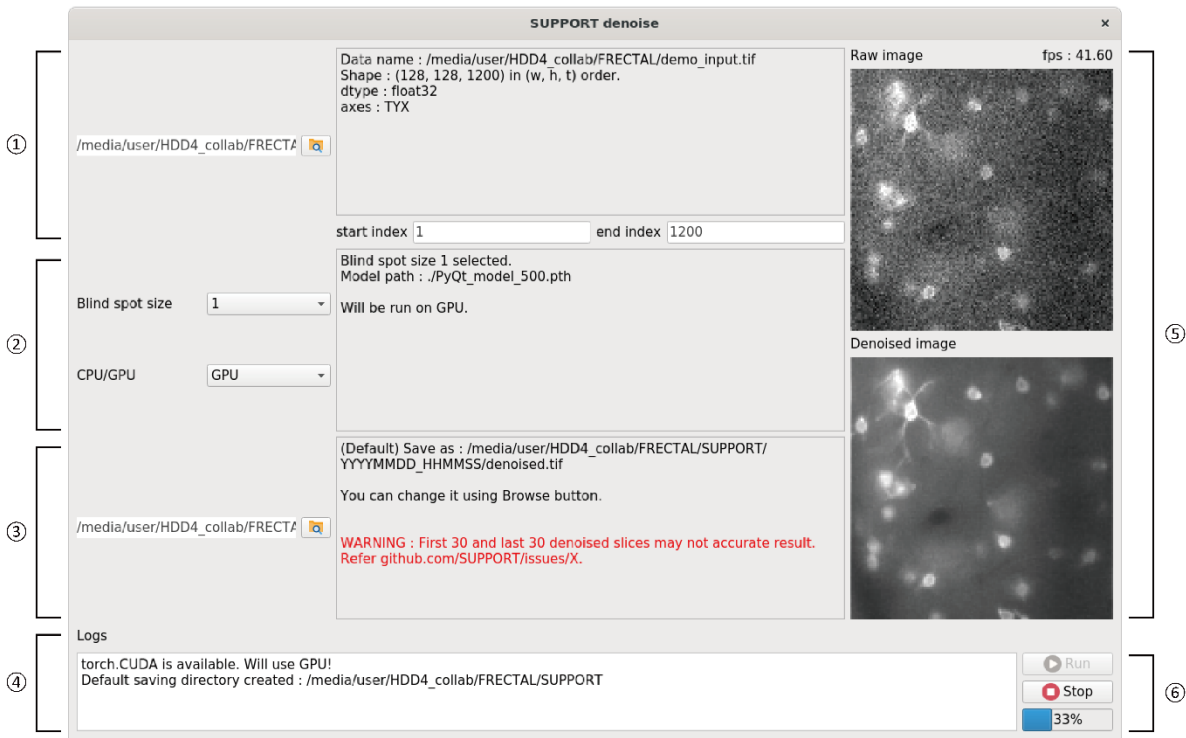 SUPPORT denoise
×
①
/media/user/HDD4_collab/FRECTA
Data name : /media/user/HDD4_collab/FRECTAL/demo_input.tif
Shape : (128, 128, 1200) in (w, h, t) order.
dtype : float32
axes : TYX
start index 1 end index 1200
②
Blind spot size 1
CPU/GPU GPU
Blind spot size 1 selected.
Model path : ./PyQt_model_500.pth
Will be run on GPU.
③
/media/user/HDD4_collab/FRECTA
(Default) Save as : /media/user/HDD4_collab/FRECTAL/SUPPORT/
YYYYMMDD_HHMMSS/denoised.tif
You can change it using Browse button.
WARNING : First 30 and last 30 denoised slices may not accurate result.
Refer github.com/SUPPORT/issues/X.
④
Logs
torch.CUDA is available. Will use GPU!
Default saving directory created : /media/user/HDD4_collab/FRECTAL/SUPPORT
Raw image fps : 41.60
Denoised image
⑤
Run
Stop
33%
⑥